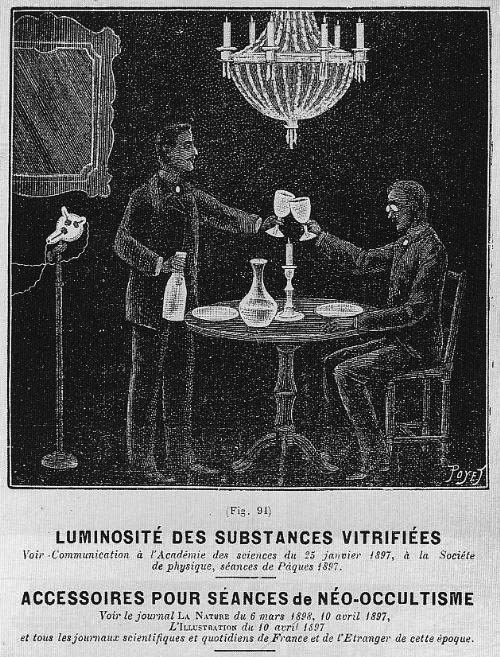 POYET
(Fig. 91)
LUMINOSITÉ DES SUBSTANCES VITRIFIÉES
Voir Communication à l'Académie des sciences du 25 janvier 1897, à la Société
de physique, séances de Pâques 1897.
ACCESSOIRES POUR SÉANCES de NÉO-OCCULTISME
Voir le journal LA NATURE du 6 mars 1898, 10 avril 1897,
L'ILLUSTRATION du 10 avril 1897
et tous les journaux scientifiques et quotidiens de France et de l'Etranger de cette époque.